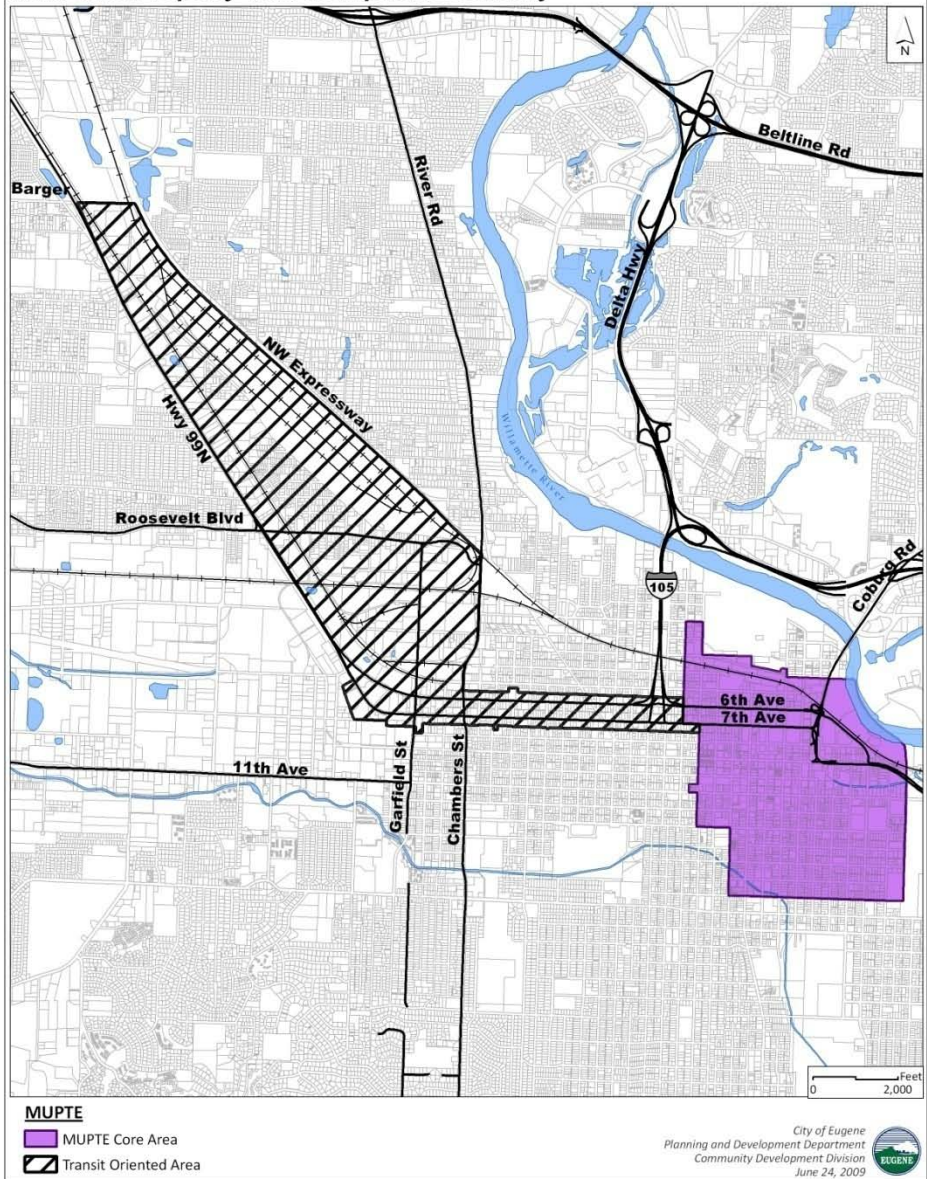 N
Beltline Rd
River Rd
Barger
Delta Hwy
NW Expressway
Hwy 99N
Willamette River
Roosevelt Blvd
Coburg Rd
105
6th Ave
7th Ave
11th Ave
Garfield St
Chambers St
Feet
0 2,000
MUPTE
MUPTE Core Area
Transit Oriented Area
City of Eugene
Planning and Development Department
Community Development Division
June 24, 2009
EUGENE